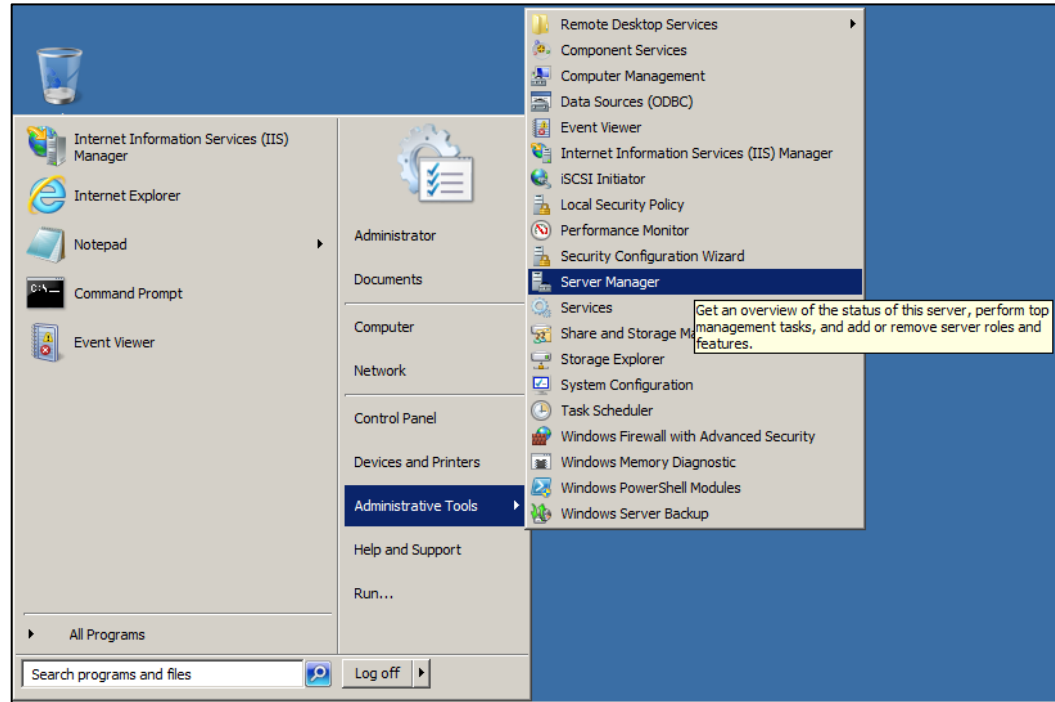 Internet Information Services (IIS)
Manager
Internet Explorer
Notepad
C:\
Command Prompt
Event Viewer
All Programs
Search programs and files
Administrator
Documents
Computer
Network
Control Panel
Devices and Printers
Administrative Tools
Help and Support
Run...
Log off
Remote Desktop Services
Component Services
Computer Management
Data Sources (ODBC)
Event Viewer
Internet Information Services (IIS) Manager
iSCSI Initiator
Local Security Policy
Performance Monitor
Security Configuration Wizard
Server Manager
Services
Share and Storage Ma
Storage Explorer
System Configuration
Task Scheduler
Windows Firewall with Advanced Security
Windows Memory Diagnostic
Windows PowerShell Modules
Windows Server Backup
Get an overview of the status of this server, perform top
management tasks, and add or remove server roles and
features.